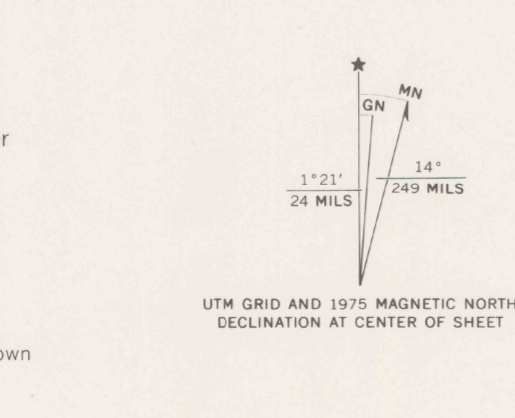 r
MN
GN
1°21′
24 MILS
14°
249 MILS
UTM GRID AND 1975 MAGNETIC NORTH
DECLINATION AT CENTER OF SHEET
own